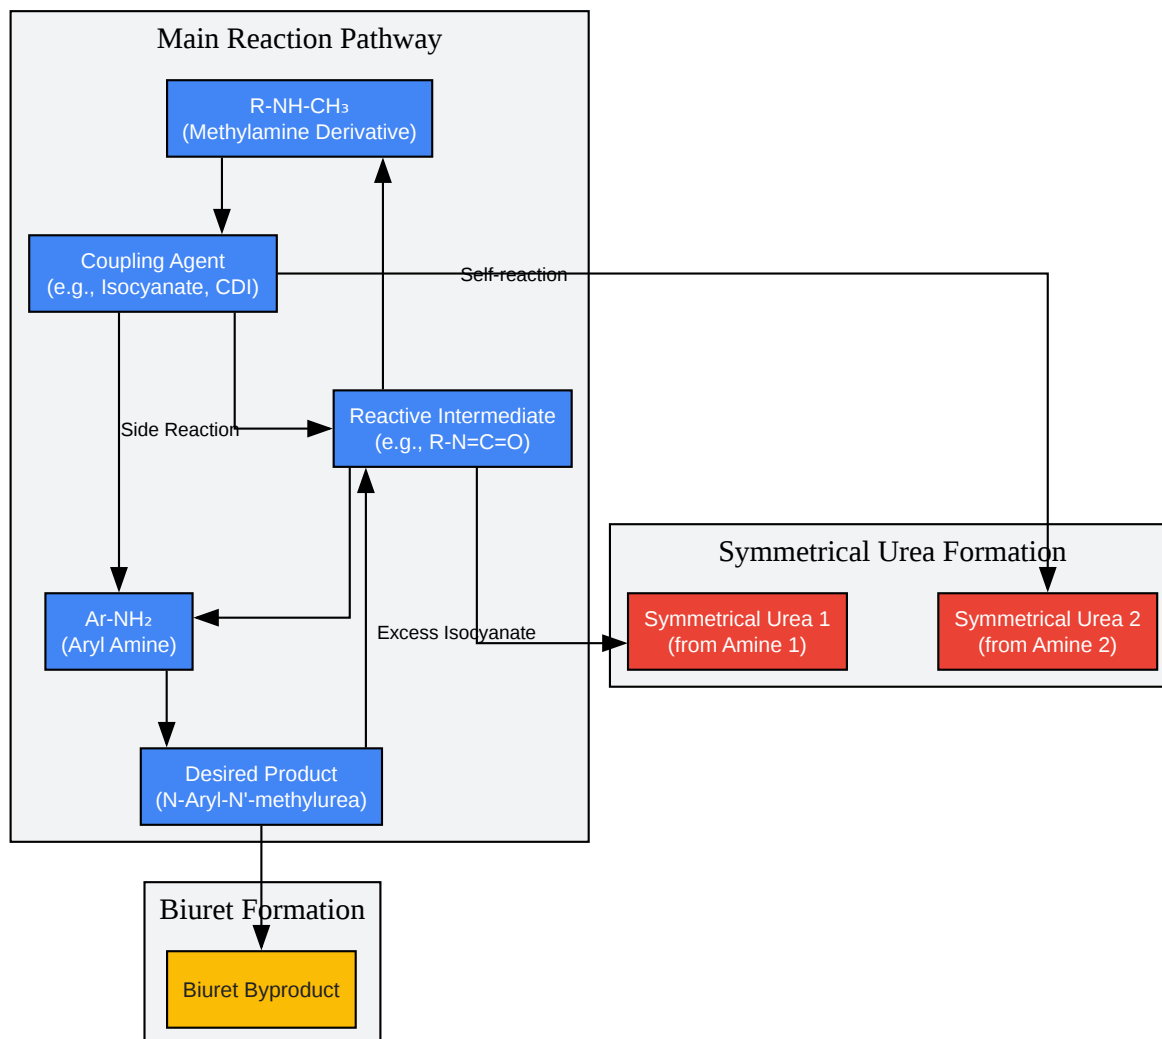 Main Reaction Pathway
R-NH-CH₃
(Methylamine Derivative)
Coupling Agent
(e.g., Isocyanate, CDI)
Self-reaction
Reactive Intermediate
(e.g., R-N=C=O)
Side Reaction
Symmetrical Urea Formation
Ar-NH₂
(Aryl Amine)
Excess Isocyanate
Symmetrical Urea 1
(from Amine 1)
Symmetrical Urea 2
(from Amine 2)
Desired Product
(N-Aryl-N'-methylurea)
Biuret Formation
Biuret Byproduct